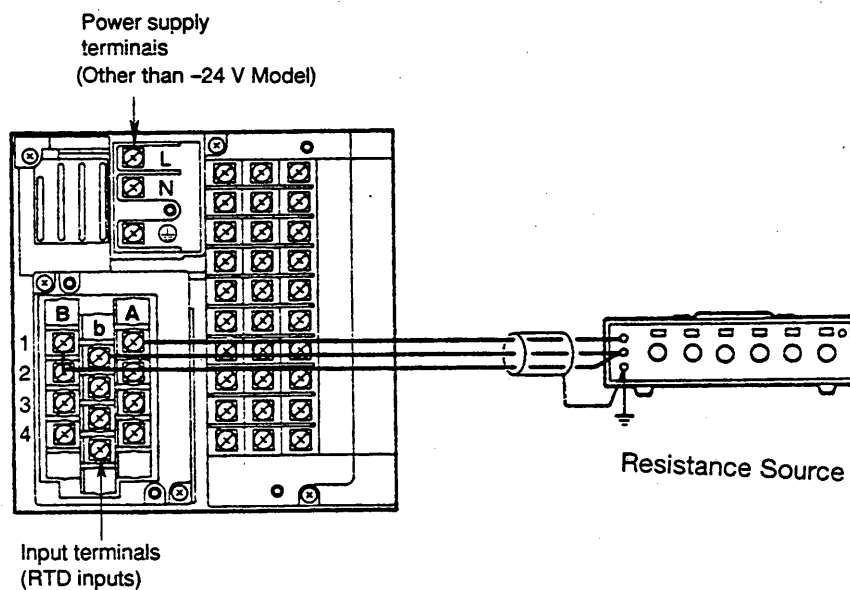 Power supply
terminals
(Other than –24 V Model)
L
N
B
b
A
1
2
3
4
Resistance Source
Input terminals
(RTD inputs)